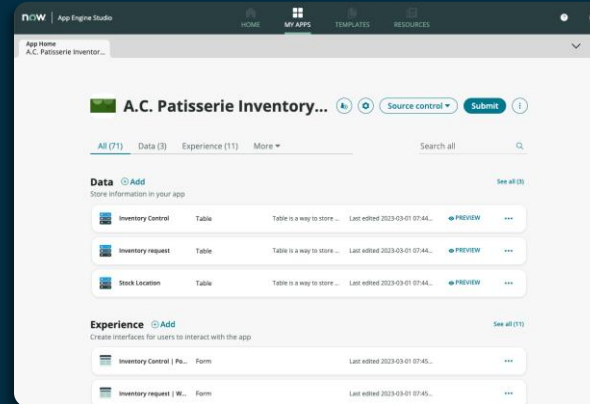 now App Engine Studio
HOME MY APPS TEMPLATES RESOURCES
App Home
A.C. Patisserie Inventor...
A.C. Patisserie Inventory... Source control Submit
All (71) Data (3) Experience (11) More Search all
Data Add See all (3)
Store information in your app
Inventory Control Table Table is a way to store ... Last edited 2023-03-01 07:44... PREVIEW
Inventory request Table Table is a way to store ... Last edited 2023-03-01 07:44... PREVIEW
Stock Location Table Table is a way to store ... Last edited 2023-03-01 07:44... PREVIEW
Experience Add See all (11)
Create interfaces for users to interact with the app
Inventory Control | Po... Form Last edited 2023-03-01 07:45...
Inventory request | W... Form Last edited 2023-03-01 07:45...